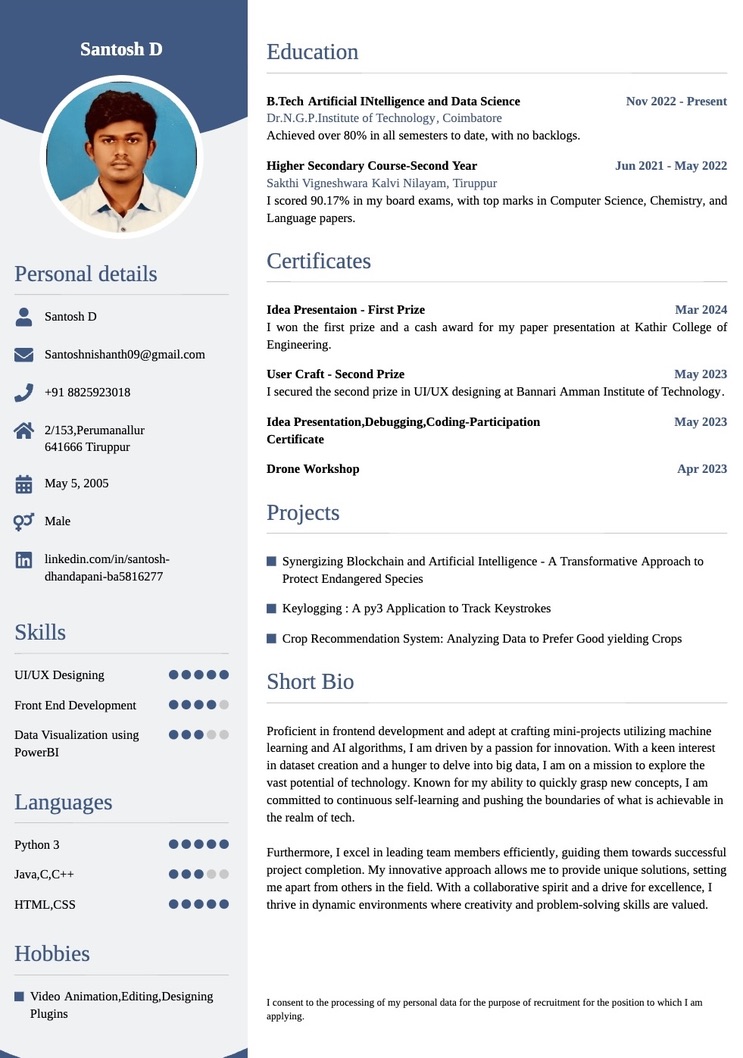 Santosh D
Personal details
Santosh D
Santoshnishanth09@gmail.com
+91 8825923018
2/153,Perumanallur
641666 Tiruppur
May 5, 2005
Male
linkedin.com/in/santosh-
dhandapani-ba5816277
Skills
UI/UX Designing
Front End Development
Data Visualization using
PowerBI
Languages
Python 3
Java,C,C++
HTML,CSS
Hobbies
Video Animation,Editing,Designing
Plugins
Education
B.Tech Artificial INtelligence and Data Science Nov 2022 - Present
Dr.N.G.P.Institute of Technology, Coimbatore
Achieved over 80% in all semesters to date, with no backlogs.
Higher Secondary Course-Second Year Jun 2021 - May 2022
Sakthi Vigneshwara Kalvi Nilayam, Tiruppur
I scored 90.17% in my board exams, with top marks in Computer Science, Chemistry, and
Language papers.
Certificates
Idea Presentaion - First Prize Mar 2024
I won the first prize and a cash award for my paper presentation at Kathir College of
Engineering.
User Craft - Second Prize May 2023
I secured the second prize in UI/UX designing at Bannari Amman Institute of Technology.
Idea Presentation,Debugging,Coding-Participation May 2023
Certificate
Drone Workshop Apr 2023
Projects
Synergizing Blockchain and Artificial Intelligence - A Transformative Approach to
Protect Endangered Species
Keylogging : A py3 Application to Track Keystrokes
Crop Recommendation System: Analyzing Data to Prefer Good yielding Crops
Short Bio
Proficient in frontend development and adept at crafting mini-projects utilizing machine
learning and AI algorithms, I am driven by a passion for innovation. With a keen interest
in dataset creation and a hunger to delve into big data, I am on a mission to explore the
vast potential of technology. Known for my ability to quickly grasp new concepts, I am
committed to continuous self-learning and pushing the boundaries of what is achievable in
the realm of tech.
Furthermore, I excel in leading team members efficiently, guiding them towards successful
project completion. My innovative approach allows me to provide unique solutions, setting
me apart from others in the field. With a collaborative spirit and a drive for excellence, I
thrive in dynamic environments where creativity and problem-solving skills are valued.
I consent to the processing of my personal data for the purpose of recruitment for the position to which I am
applying.